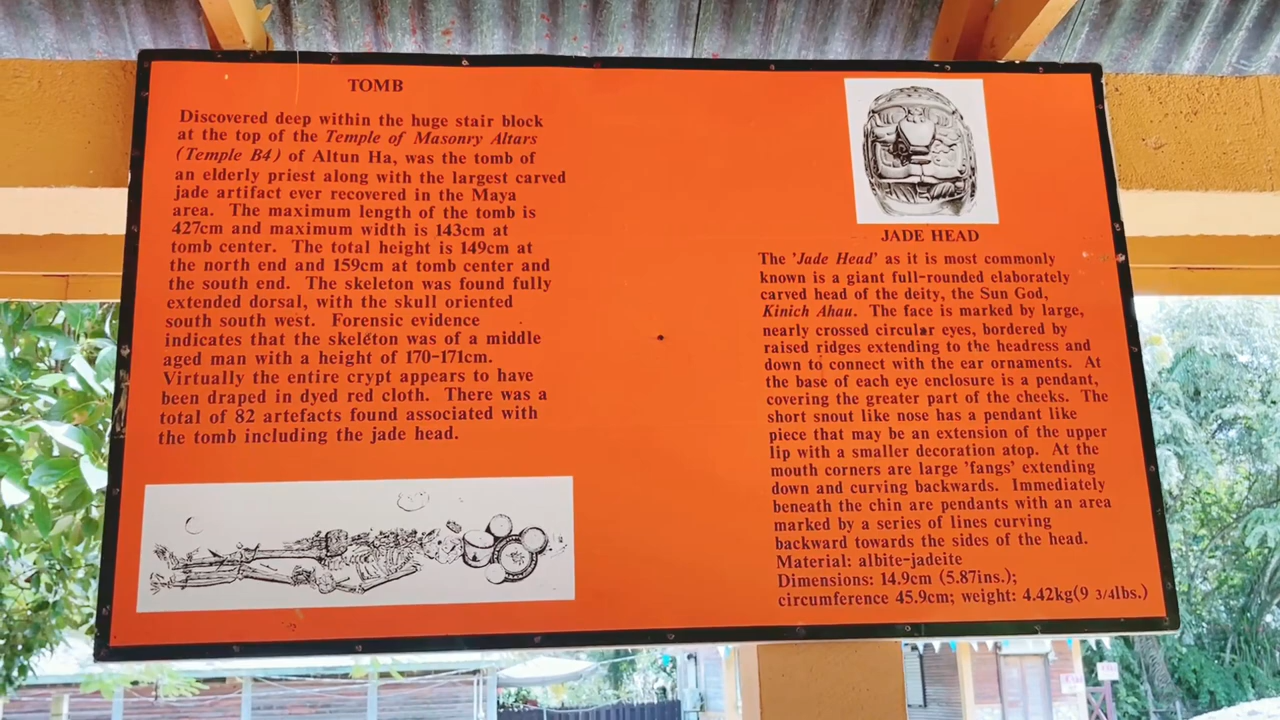 TOMB
Discovered deep within the huge stair block
at the top of the Temple of Masonry Altars
(Temple B4) of Altun Ha, was the tomb of
an elderly priest along with the largest carved
jade artifact ever recovered in the Maya
area. The maximum length of the tomb is
427cm and maximum width is 143cm at
tomb center. The total height is 149cm at
the north end and 159cm at tomb center and
the south end. The skeleton was found fully
extended dorsal, with the skull oriented
south south west. Forensic evidence
indicates that the skeleton was of a middle
aged man with a height of 170-171cm.
Virtually the entire crypt appears to have
been draped in dyed red cloth. There was a
total of 82 artefacts found associated with
the tomb including the jade head.
JADE HEAD
The 'Jade Head' as it is most commonly
known is a giant full-rounded elaborately
carved head of the deity, the Sun God,
Kinich Ahau. The face is marked by large,
nearly crossed circular eyes, bordered by
raised ridges extending to the headress and
down to connect with the ear ornaments. At
the base of each eye enclosure is a pendant,
covering the greater part of the cheeks. The
short snout like nose has a pendant like
piece that may be an extension of the upper
lip with a smaller decoration atop. At the
mouth corners are large 'fangs' extending
down and curving backwards. Immediately
beneath the chin are pendants with an area
marked by a series of lines curving
backward towards the sides of the head.
Material: albite-jadeite
Dimensions: 14.9cm (5.87ins.);
circumference 45.9cm; weight: 4.42kg(9 3/4lbs.)